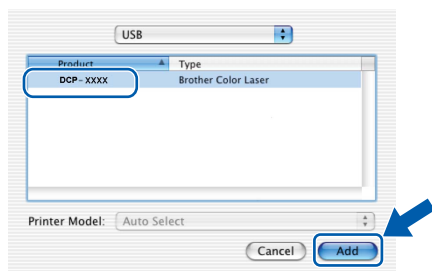 USB
Product Type
DCP-XXXX Brother Color Laser
Printer Model: Auto Select
Cancel Add